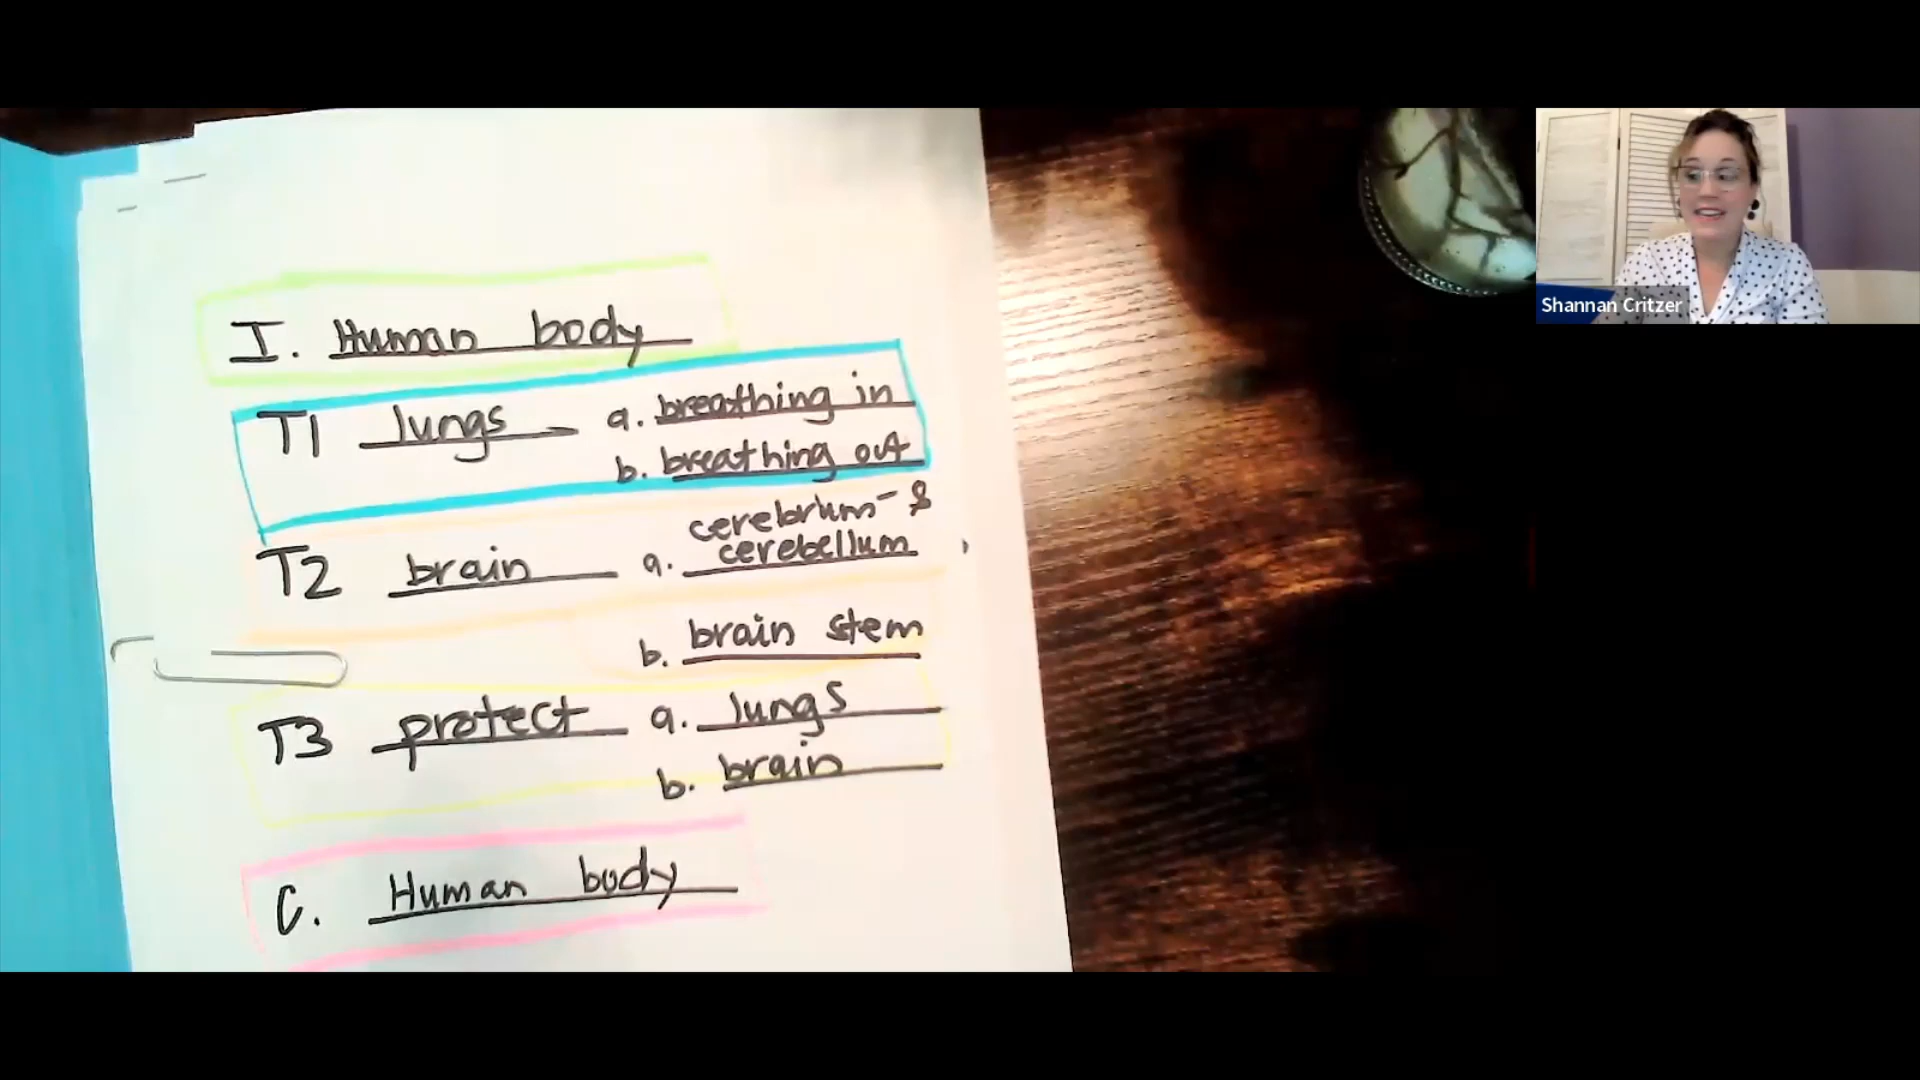 I. Human body
T1 lungs a. breathing in
b. breathing out
cerebrum - &
T2 brain a. cerebellum
b. brain stem
T3 protect a. lungs
b. brain
C. Human body
Shannan Critzer